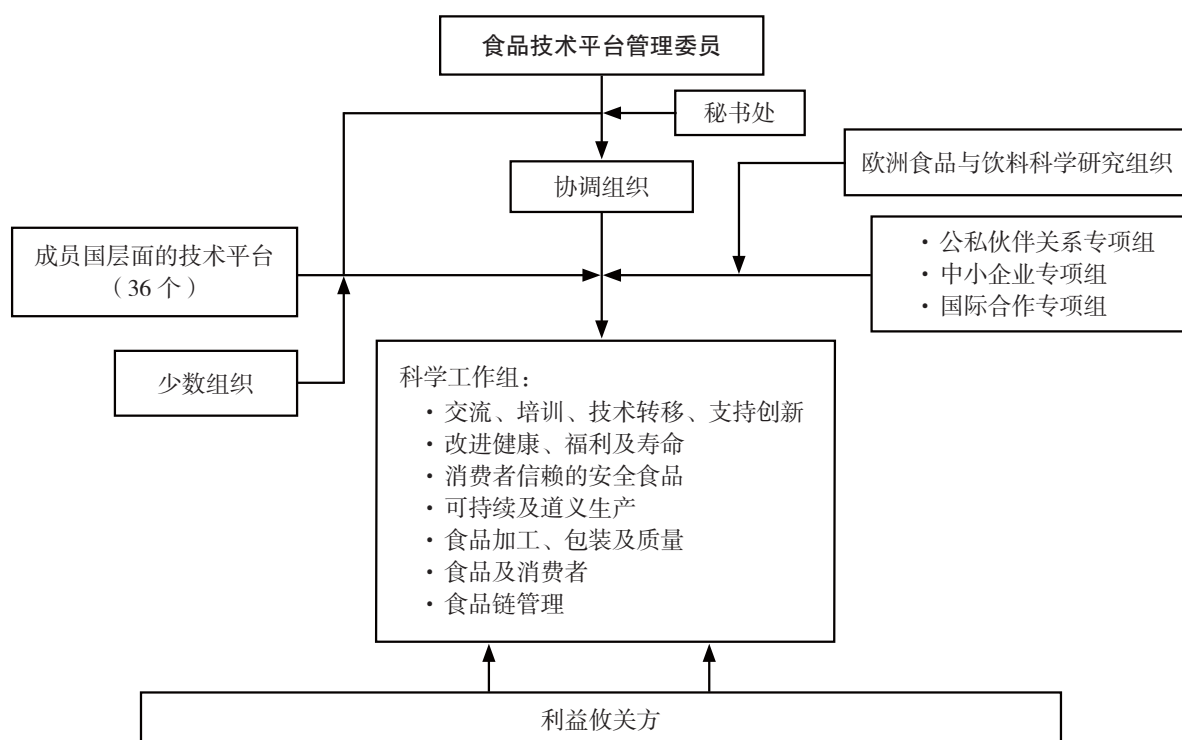 食品技术平台管理委员
秘书处
协调组织
欧洲食品与饮料科学研究组织
成员国层面的技术平台
（36 个）
· 公私伙伴关系专项组
· 中小企业专项组
· 国际合作专项组
少数组织
科学工作组：
· 交流、培训、技术转移、支持创新
· 改进健康、福利及寿命
· 消费者信赖的安全食品
· 可持续及道义生产
· 食品加工、包装及质量
· 食品及消费者
· 食品链管理
利益攸关方